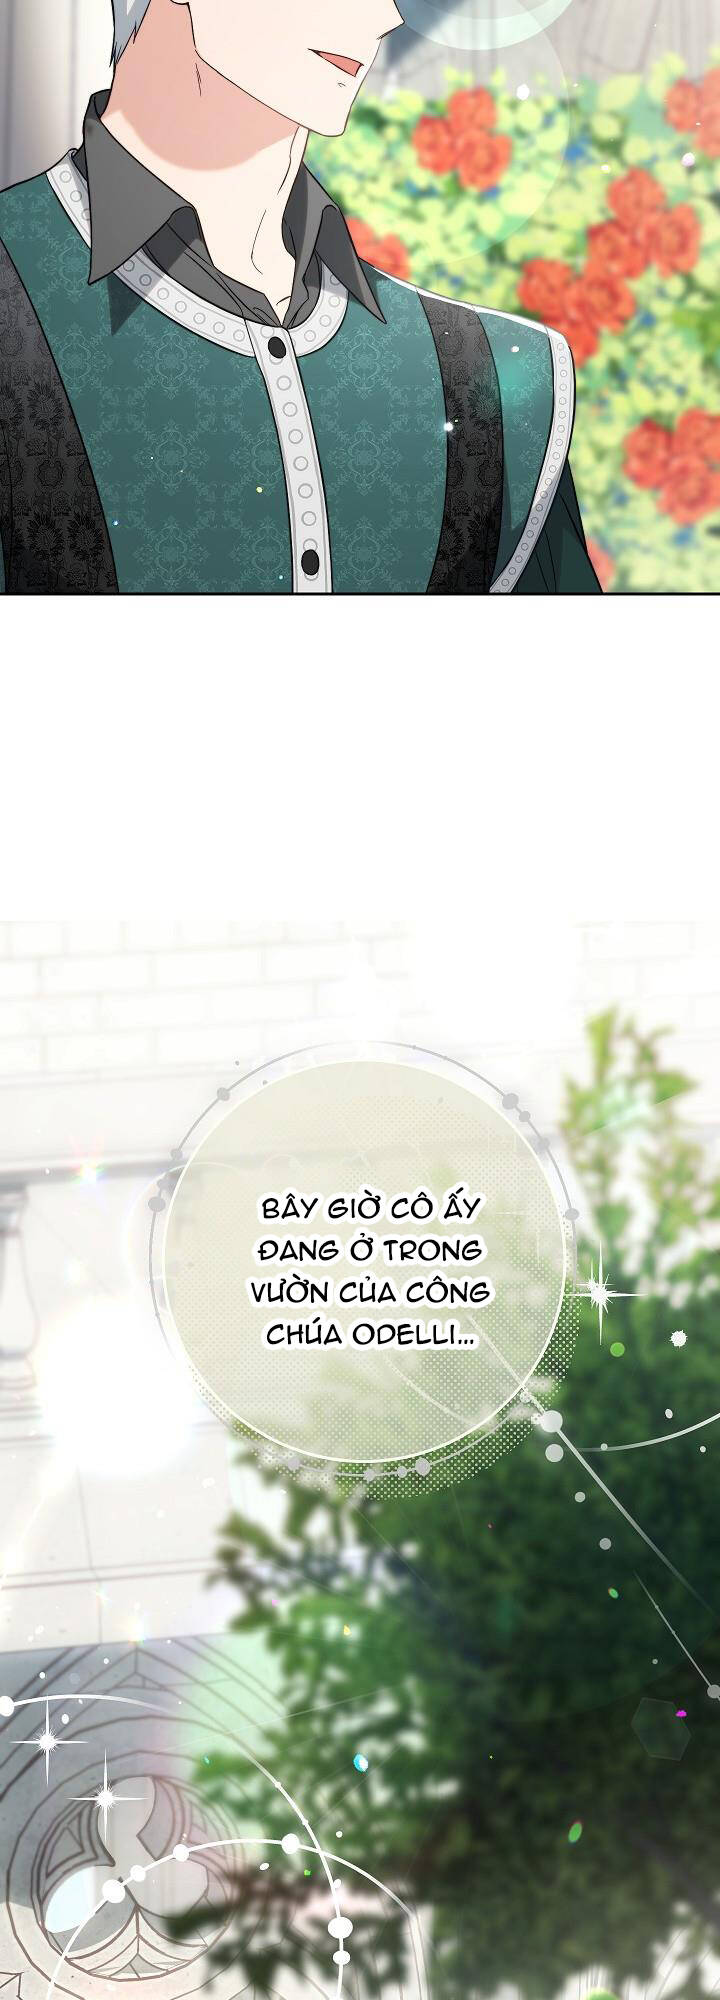 BÂY GIỜ CÔ ẤY
ĐANG Ở TRONG
VƯỜN CỦA CÔNG
CHÚA ODELLI...